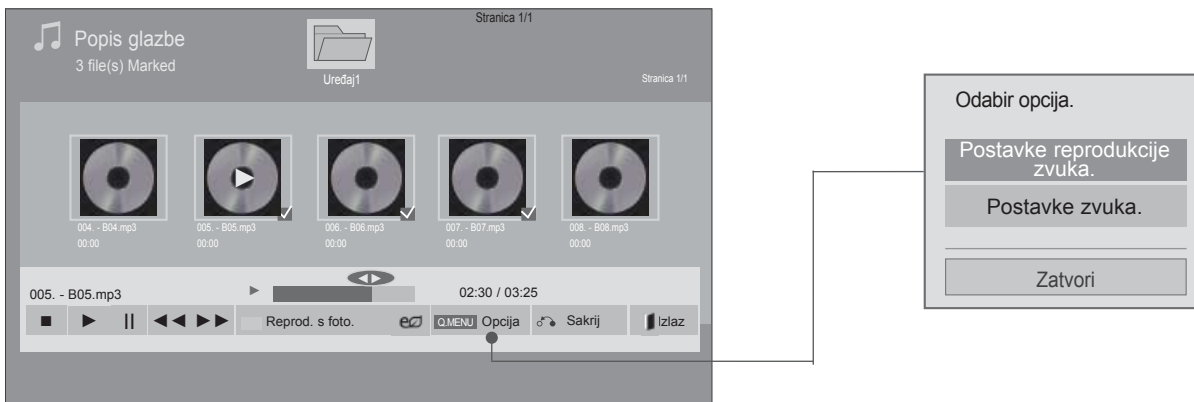 Stranica 1/1
Popis glazbe
3 file(s) Marked
Uređaj1
Stranica 1/1
004. - B04.mp3
00:00
005. - B05.mp3
00:00
006. - B06.mp3
00:00
007. - B07.mp3
00:00
008. - B08.mp3
00:00
005. - B05.mp3
02:30 / 03:25
Reprod. s foto.
Q.MENU Opcija
Sakrij
Izlaz
Odabir opcija.
Postavke reprodukcije
zvuka.
Postavke zvuka.
Zatvori